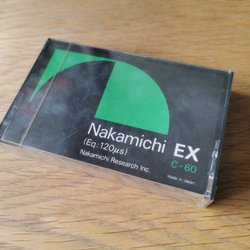 Nakamichi EX
(Eq:120μs) C-60
Nakamichi Research Inc. Made in Japan